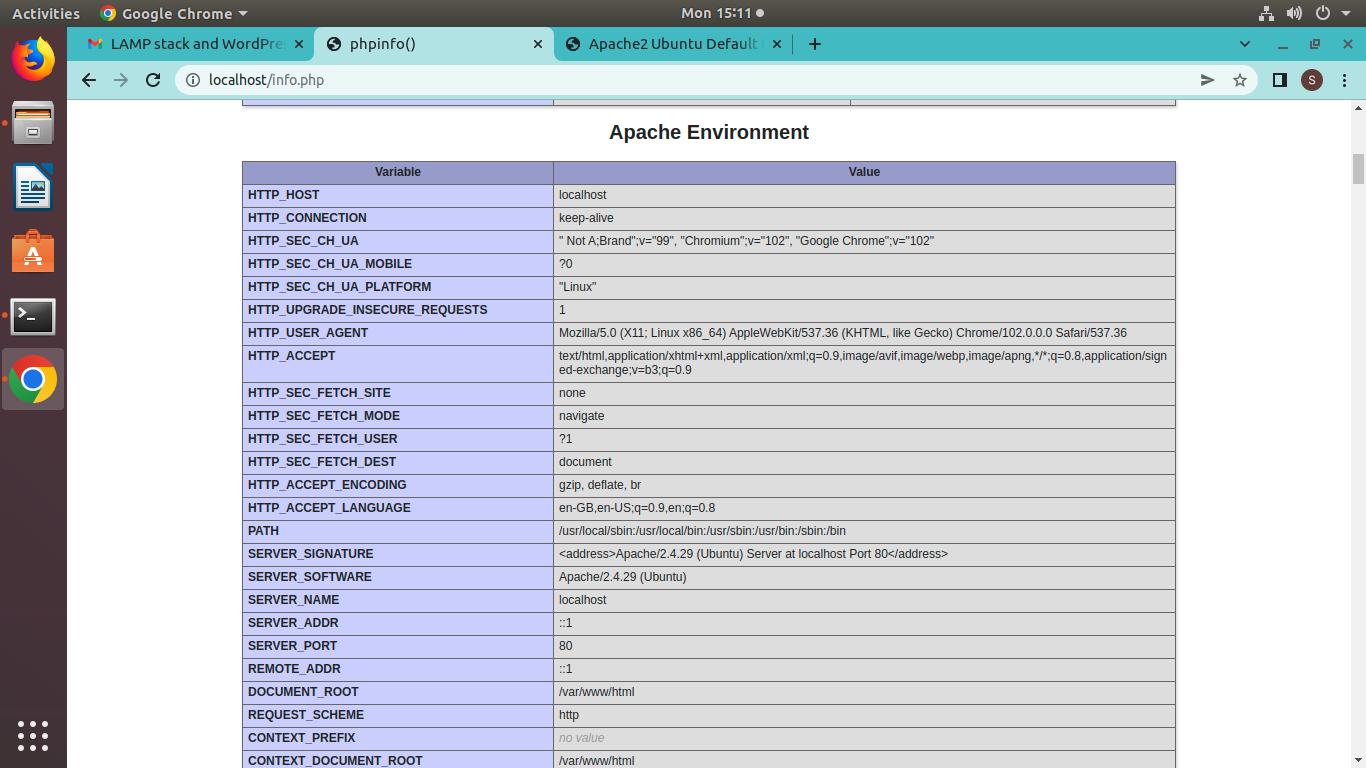 Activities Google Chrome Mon 15:11
LAMP stack and WordPre phpinfo() Apache2 Ubuntu Default
localhost/info.php S
Apache Environment
Variable Value
HTTP_HOST localhost
HTTP_CONNECTION keep-alive
HTTP_SEC_CH_UA " Not A;Brand";v="99", "Chromium";v="102", "Google Chrome";v="102"
HTTP_SEC_CH_UA_MOBILE ?0
HTTP_SEC_CH_UA_PLATFORM "Linux"
HTTP_UPGRADE_INSECURE_REQUESTS 1
HTTP_USER_AGENT Mozilla/5.0 (X11; Linux x86_64) AppleWebKit/537.36 (KHTML, like Gecko) Chrome/102.0.0.0 Safari/537.36
HTTP_ACCEPT text/html,application/xhtml+xml,application/xml;q=0.9,image/avif,image/webp,image/apng,*/*;q=0.8,application/sign
ed-exchange;v=b3;q=0.9
HTTP_SEC_FETCH_SITE none
HTTP_SEC_FETCH_MODE navigate
HTTP_SEC_FETCH_USER ?1
HTTP_SEC_FETCH_DEST document
HTTP_ACCEPT_ENCODING gzip, deflate, br
HTTP_ACCEPT_LANGUAGE en-GB,en-US;q=0.9,en;q=0.8
PATH /usr/local/sbin:/usr/local/bin:/usr/sbin:/usr/bin:/sbin:/bin
SERVER_SIGNATURE <address>Apache/2.4.29 (Ubuntu) Server at localhost Port 80</address>
SERVER_SOFTWARE Apache/2.4.29 (Ubuntu)
SERVER_NAME localhost
SERVER_ADDR ::1
SERVER_PORT 80
REMOTE_ADDR ::1
DOCUMENT_ROOT /var/www/html
REQUEST_SCHEME http
CONTEXT_PREFIX no value
CONTEXT_DOCUMENT_ROOT /var/www/html